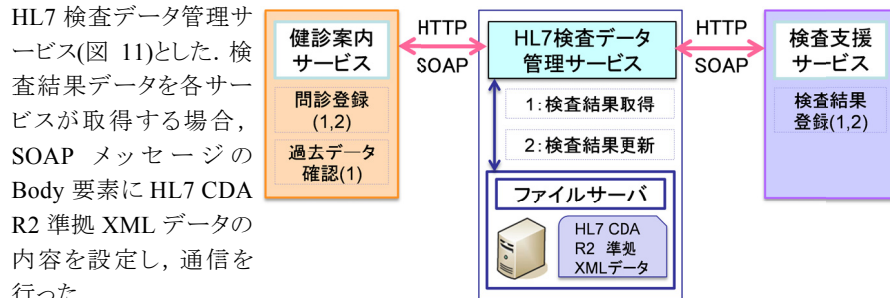 HL7 検査データ管理サ
ービス(図 11)とした. 検
査結果データを各サー
ビスが取得する場合,
SOAP メッセージの
Body 要素に HL7 CDA
R2 準拠 XML データの
内容を設定し, 通信を
行った
健診案内
サービス
問診登録
(1,2)
過去データ
確認(1)
HTTP
SOAP
HL7検査データ
管理サービス
1:検査結果取得
2:検査結果更新
ファイルサーバ
HL7 CDA
R2 準拠
XMLデータ
HTTP
SOAP
検査支援
サービス
検査結果
登録(1,2)